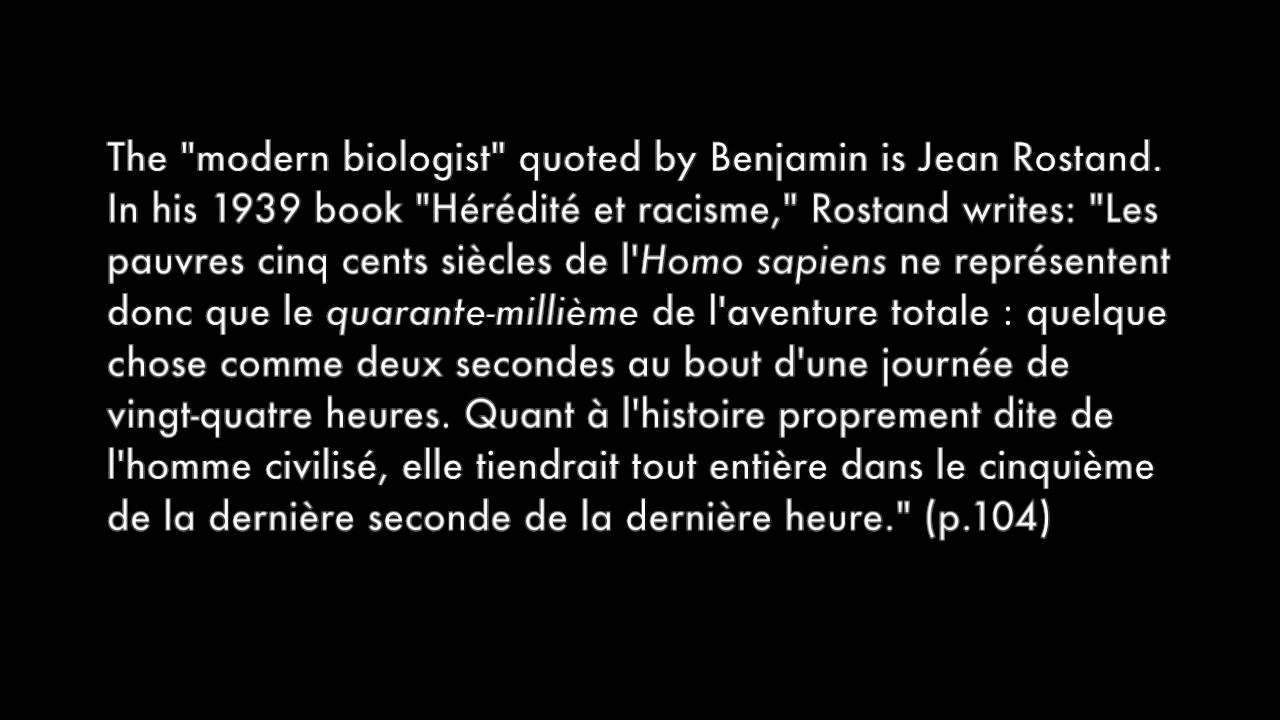 The "modern biologist" quoted by Benjamin is Jean Rostand.
In his 1939 book "Hérédité et racisme," Rostand writes: "Les
pauvres cinq cents siècles de l'Homo sapiens ne représentent
donc que le quarante-millième de l'aventure totale : quelque
chose comme deux secondes au bout d'une journée de
vingt-quatre heures. Quant à l'histoire proprement dite de
l'homme civilisé, elle tiendrait tout entière dans le cinquième
de la dernière seconde de la dernière heure." (p.104)